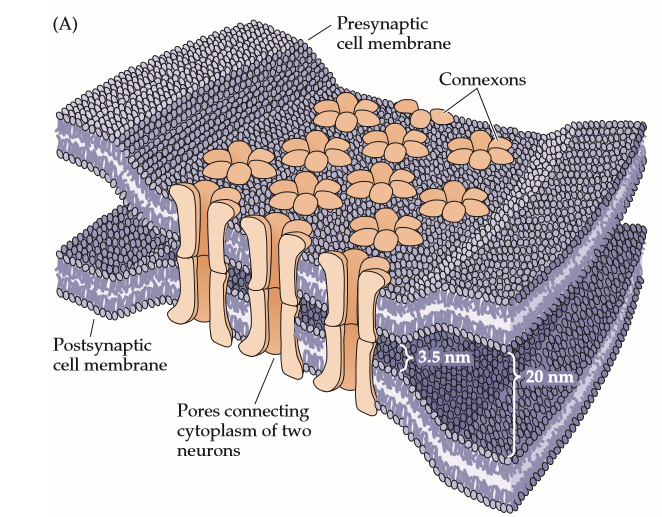 (A)
Presynaptic
cell membrane
Connexons
3.5 nm
20 nm
Postsynaptic
cell membrane
Pores connecting
cytoplasm of two
neurons